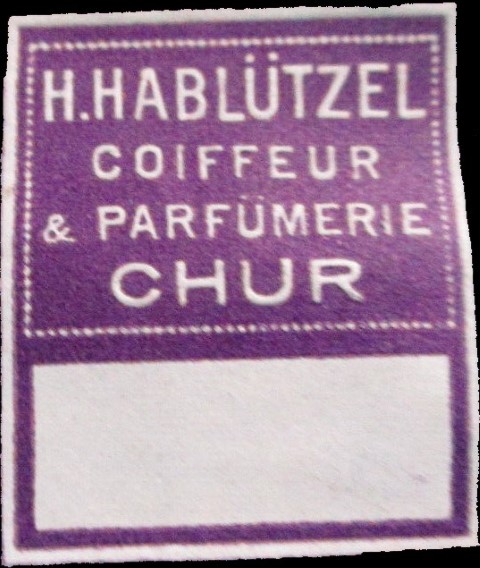 H. HABLÜTZEL
COIFFEUR
& PARFÜMERIE
CHUR